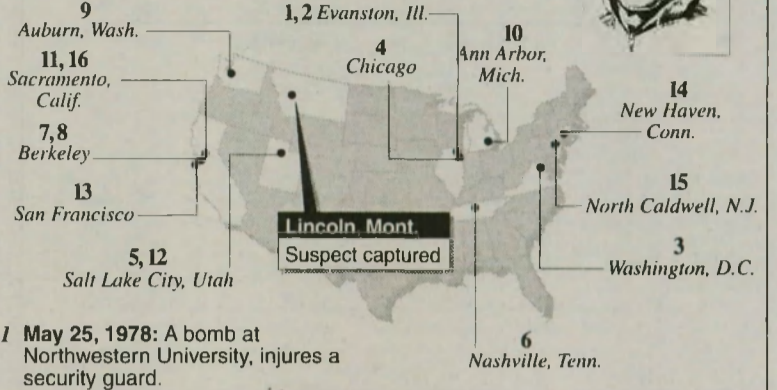 9
Auburn, Wash.
11, 16
Sacramento,
Calif.
7, 8
Berkeley
13
San Francisco
5, 12
Salt Lake City, Utah
1, 2 Evanston, Ill.
4
Chicago
10
Ann Arbor,
Mich.
14
New Haven,
Conn.
15
North Caldwell, N.J.
3
Washington, D.C.
6
Nashville, Tenn.
Lincoln, Mont.
Suspect captured
1 May 25, 1978: A bomb at
Northwestern University, injures a
security guard.